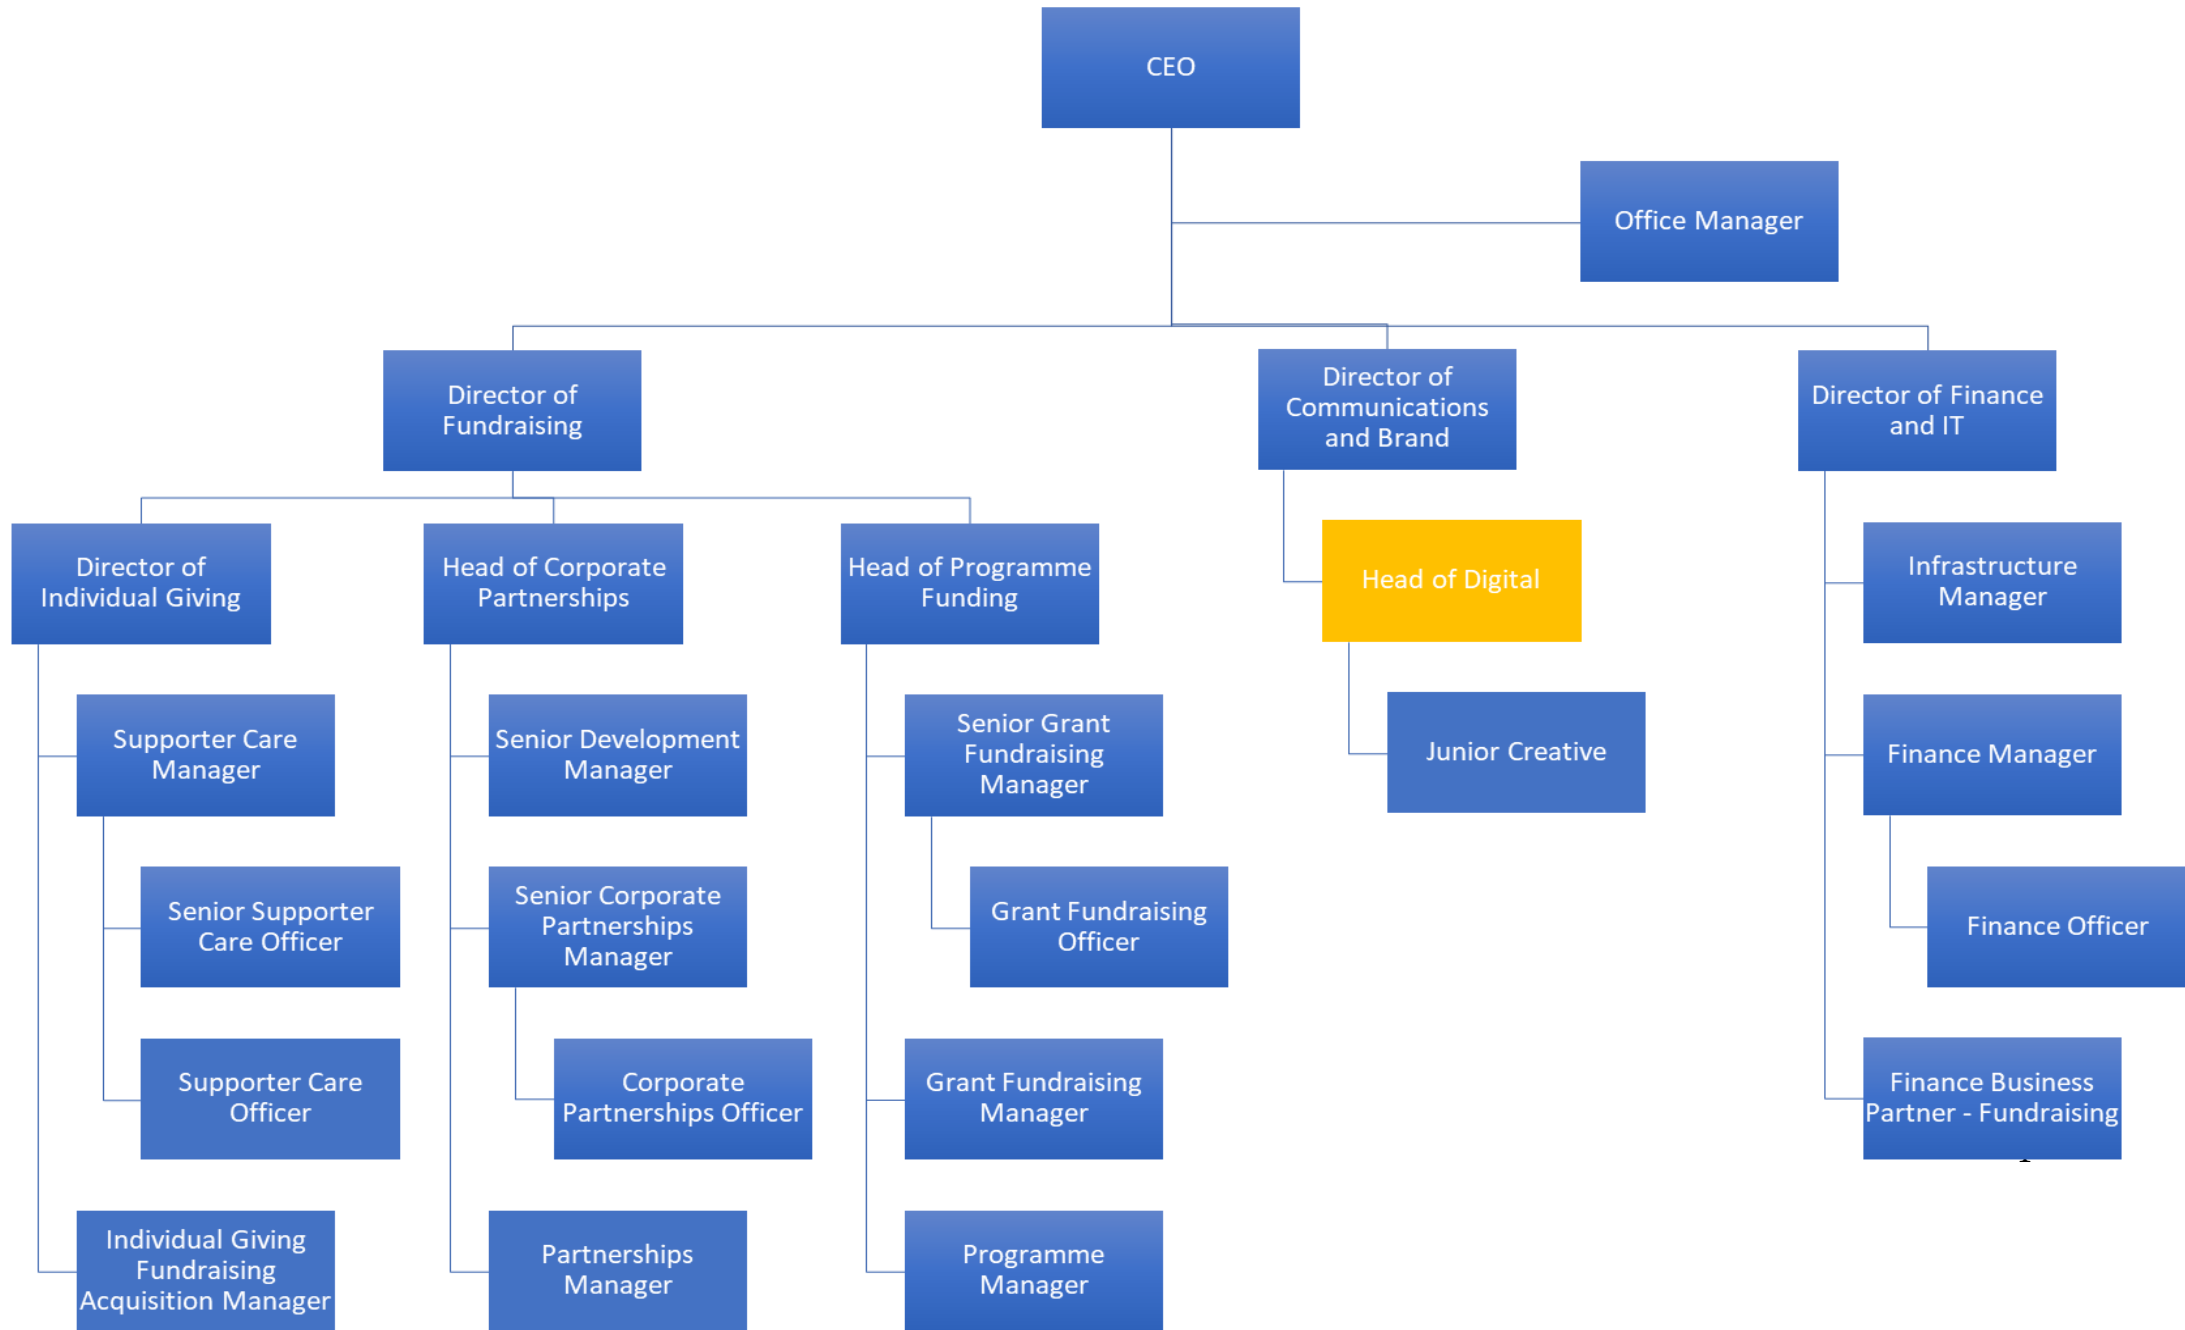 CEO
Office Manager
Director of
Fundraising
Director of
Communications
and Brand
Director of Finance
and IT
Director of
Individual Giving
Head of Corporate
Partnerships
Head of Programme
Funding
Head of Digital
Infrastructure
Manager
Supporter Care
Manager
Senior Development
Manager
Senior Grant
Fundraising
Manager
Junior Creative
Finance Manager
Senior Supporter
Care Officer
Senior Corporate
Partnerships
Manager
Grant Fundraising
Officer
Finance Officer
Supporter Care
Officer
Corporate
Partnerships Officer
Grant Fundraising
Manager
Finance Business
Partner - Fundraising
Individual Giving
Fundraising
Acquisition Manager
Partnerships
Manager
Programme
Manager